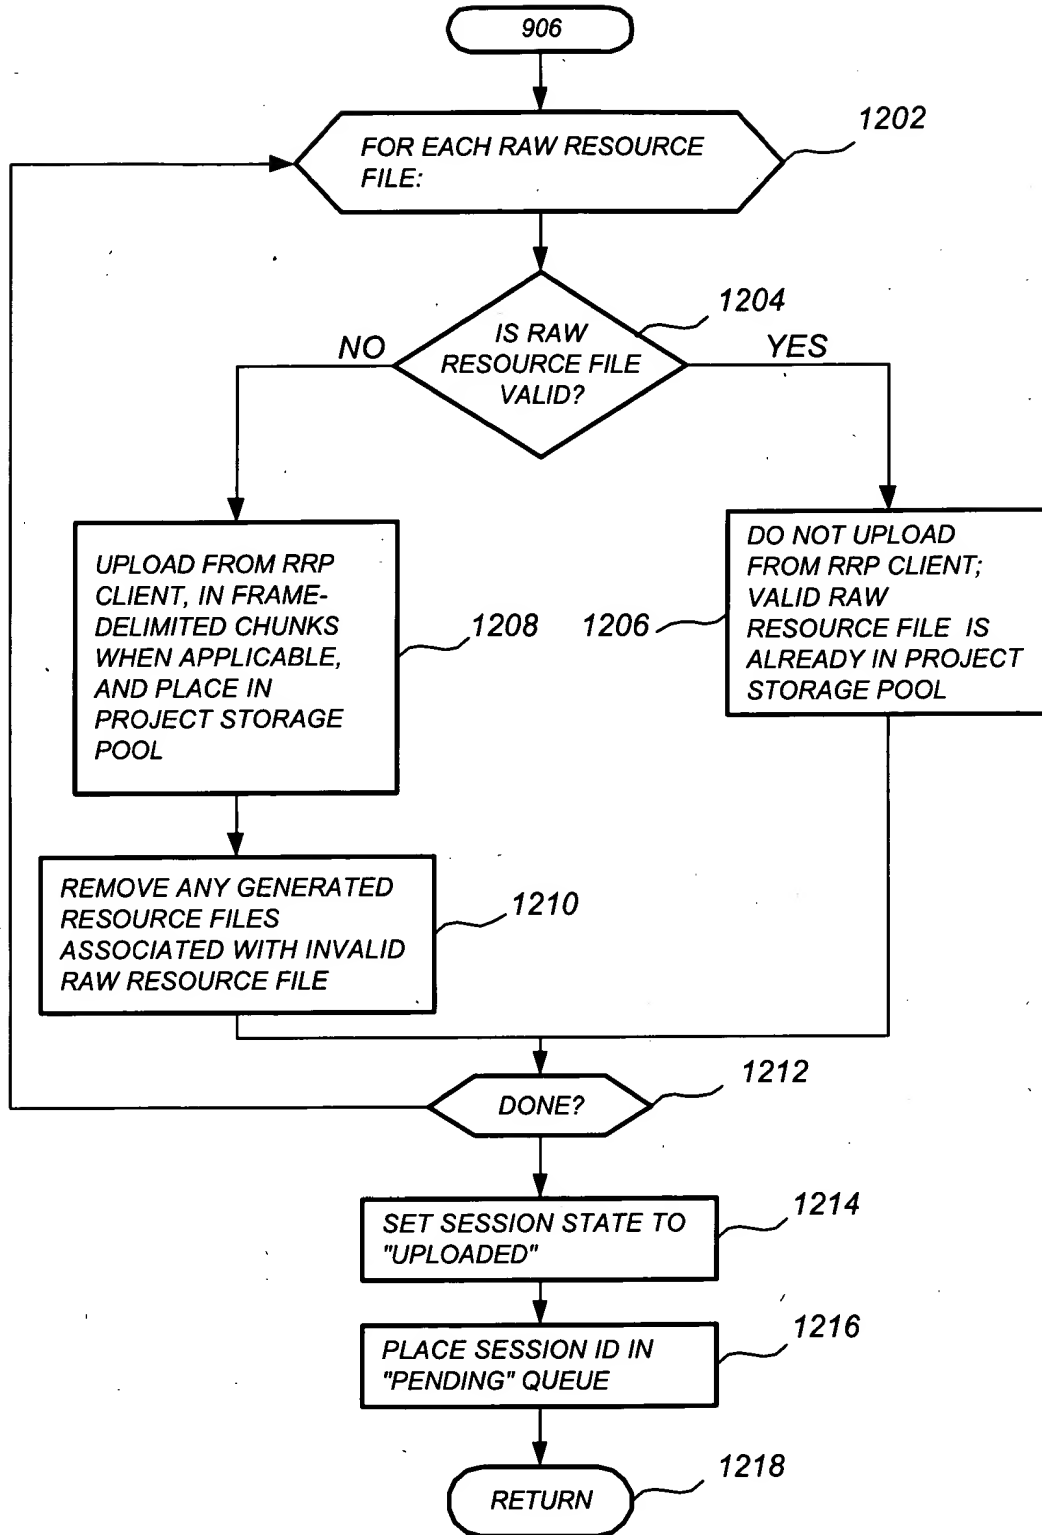 906
1202
FOR EACH RAW RESOURCE
FILE:
1204
IS RAW
RESOURCE FILE
VALID?
NO
YES
UPLOAD FROM RRP
CLIENT, IN FRAME-
DELIMITED CHUNKS
WHEN APPLICABLE,
AND PLACE IN
PROJECT STORAGE
POOL
1208
1206
DO NOT UPLOAD
FROM RRP CLIENT;
VALID RAW
RESOURCE FILE IS
ALREADY IN PROJECT
STORAGE POOL
REMOVE ANY GENERATED
RESOURCE FILES
ASSOCIATED WITH INVALID
RAW RESOURCE FILE
1210
1212
DONE?
1214
SET SESSION STATE TO
"UPLOADED"
1216
PLACE SESSION ID IN
"PENDING" QUEUE
1218
RETURN